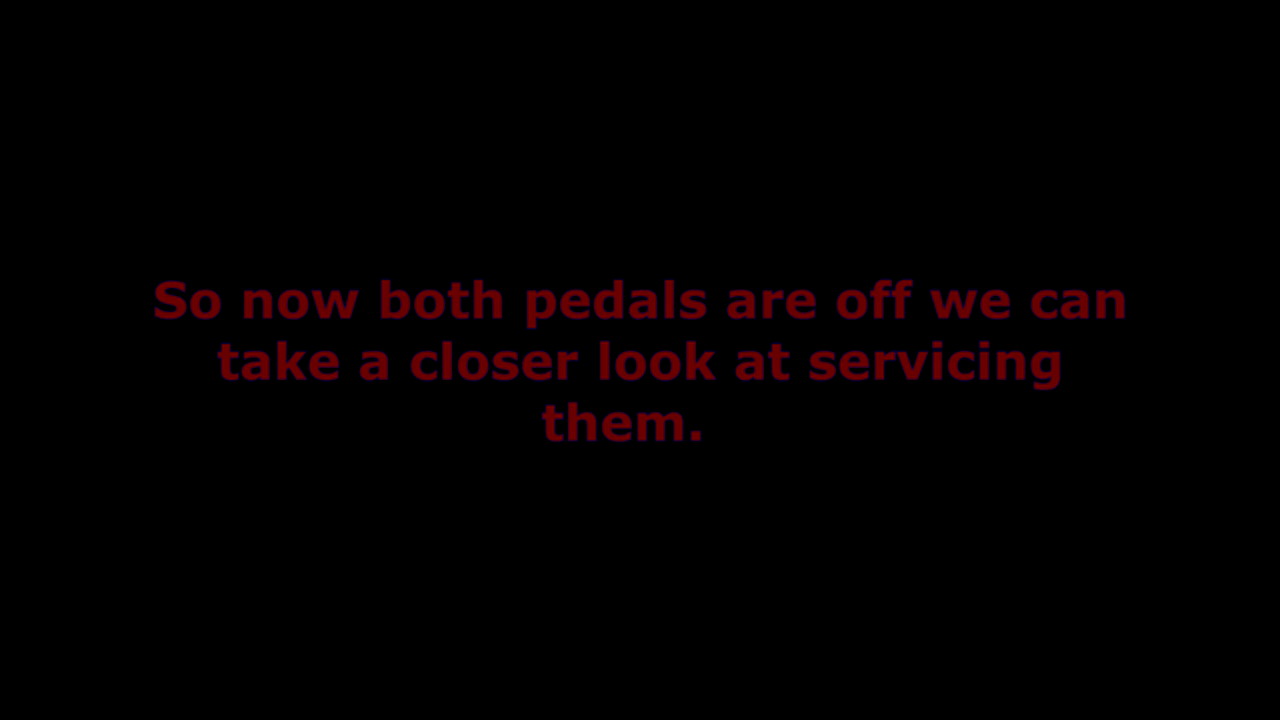 So now both pedals are off we can
take a closer look at servicing
them.